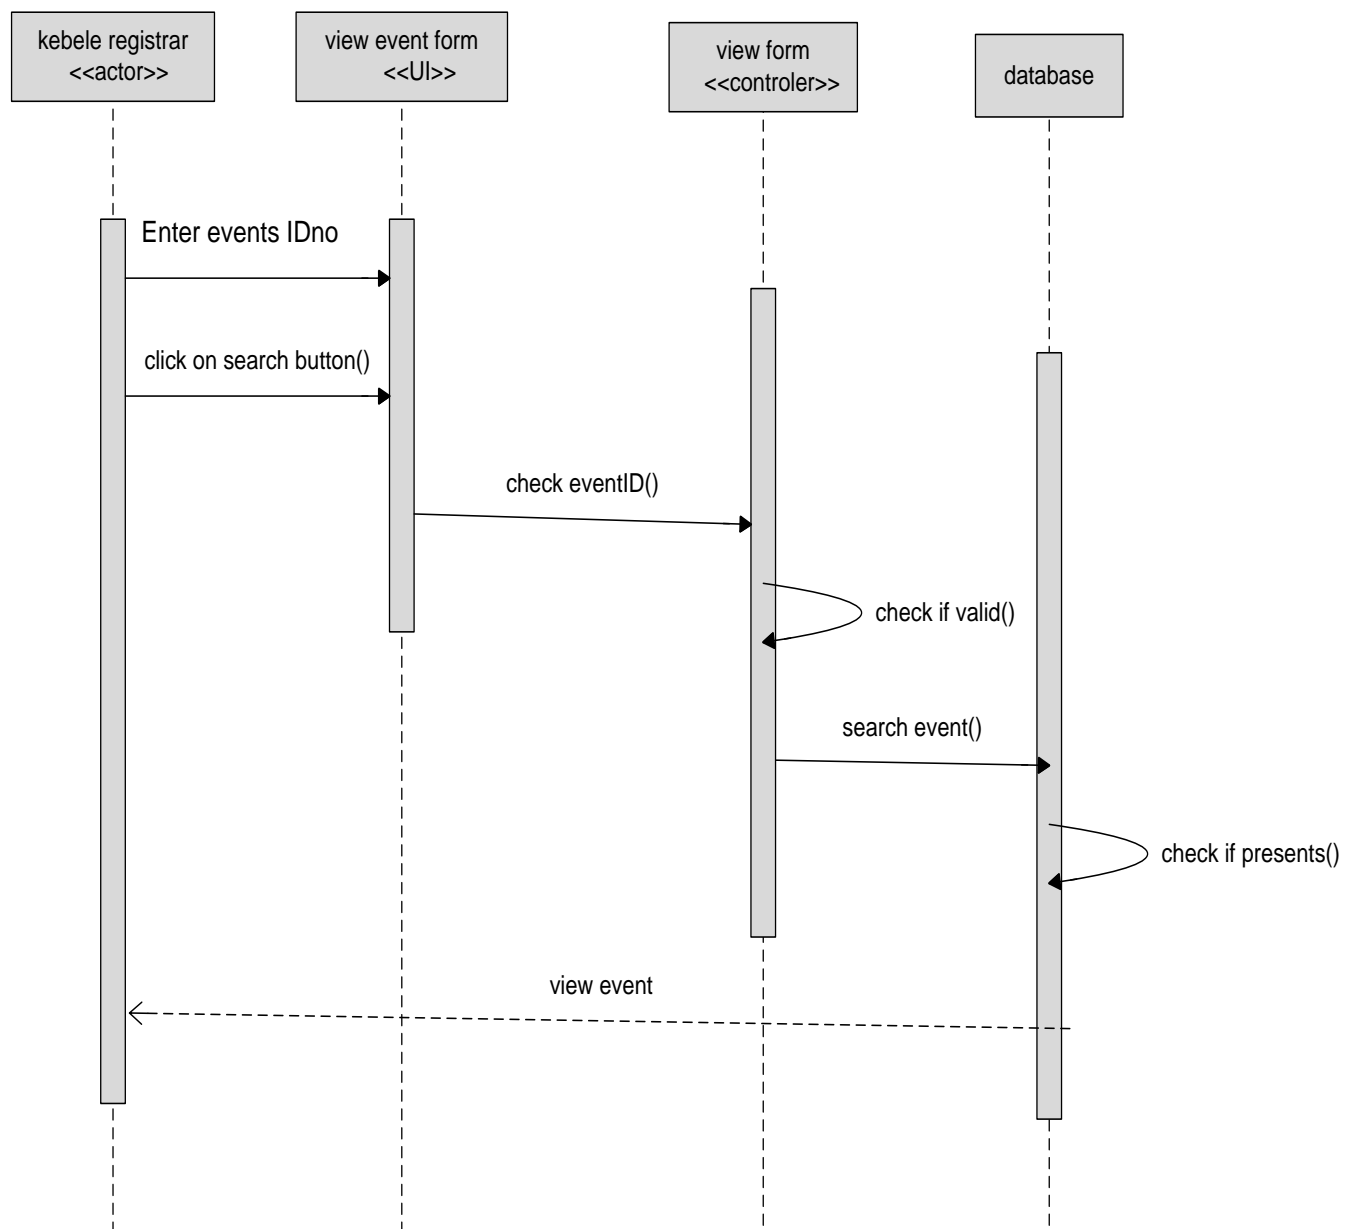 kebele registrar
<<actor>>
view event form
<<UI>>
view form
<<controler>>
database
Enter events IDno
click on search button()
check eventID()
check if valid()
search event()
check if presents()
view event